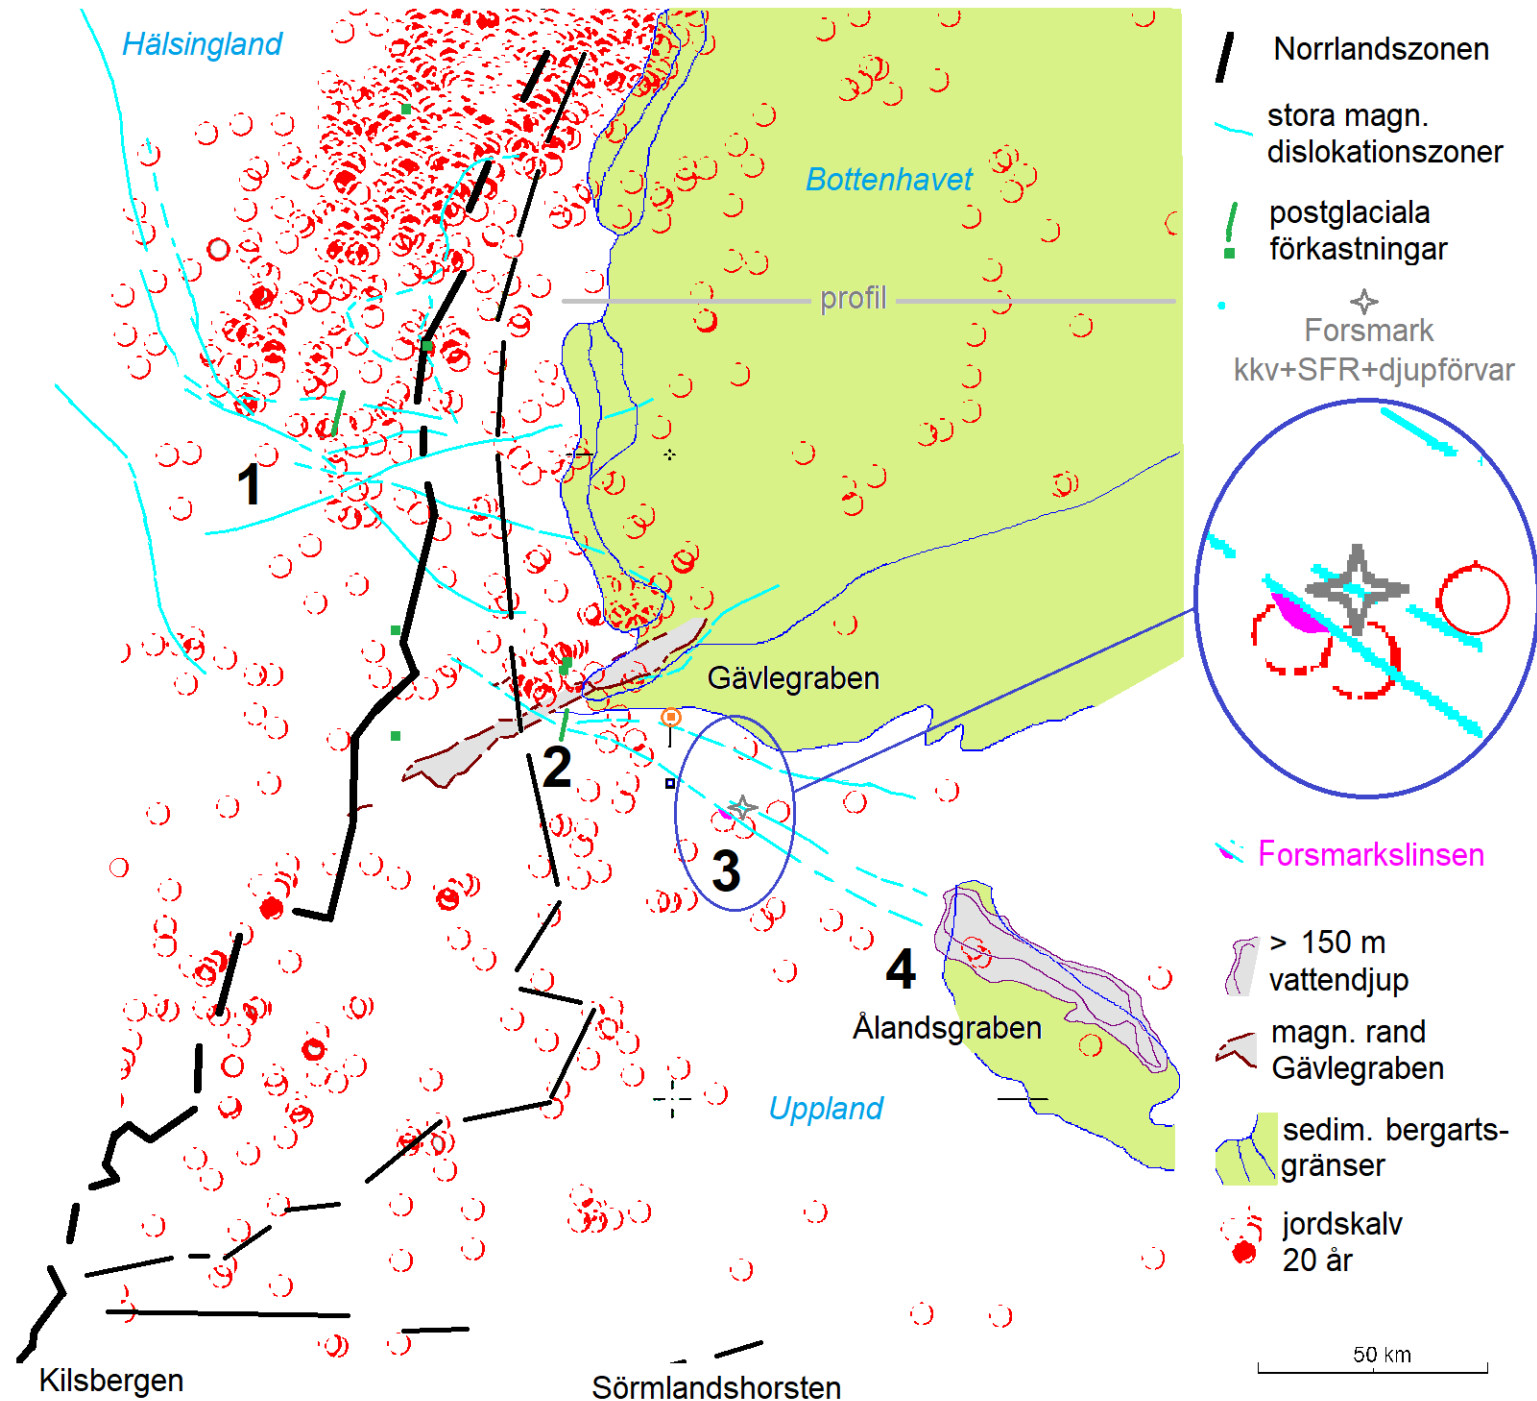 Hälsingland
Bottenhavet
profil
1
Gävlegraben
2
3
4
Ålandsgraben
Uppland
Kilsbergen
Sörmlandshorsten
Norrlandszonen
stora magn.
dislokationszoner
postglaciala
förkastningar
Forsmark
kkv+SFR+djupförvar
Forsmarkslinsen
> 150 m
vattendjup
magn. rand
Gävlegraben
sedim. bergarts-
gränser
jordskalv
20 år
50 km